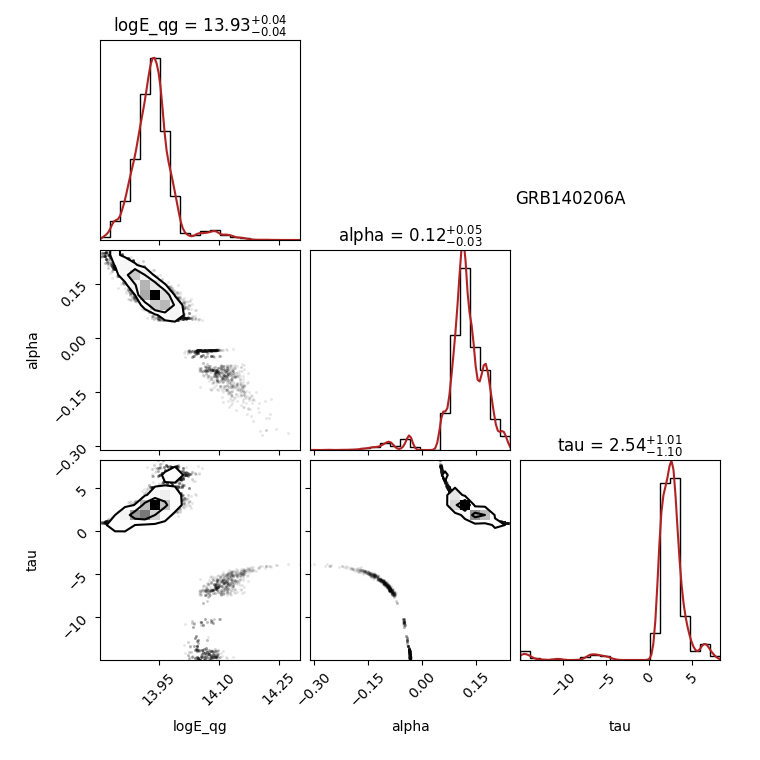 logE_qg = 13.93+0.04−0.04
GRB140206A
alpha = 0.12+0.05−0.03
0.15
0.00
−0.15
−0.30
alpha
tau = 2.54+1.01−1.10
5
0
−5
−10
tau
13.95
14.10
14.25
logE_qg
−0.30
−0.15
0.00
0.15
alpha
−10
−5
0
5
tau